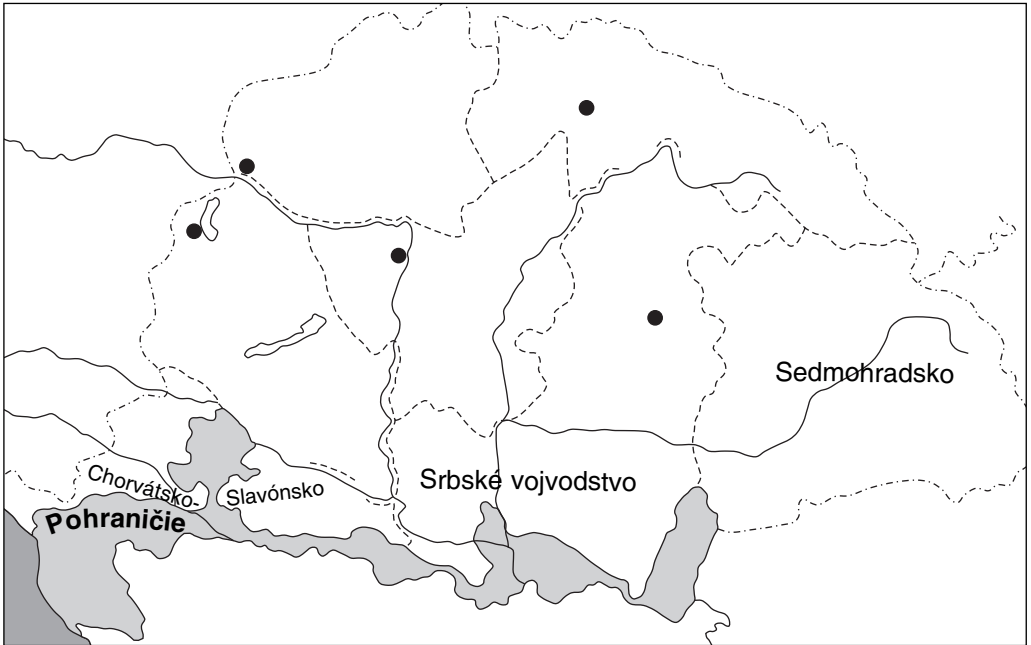 Sedmohradsko
Srbské vojvodstvo
Chorvátsko-
Slavónsko
Pohraničie